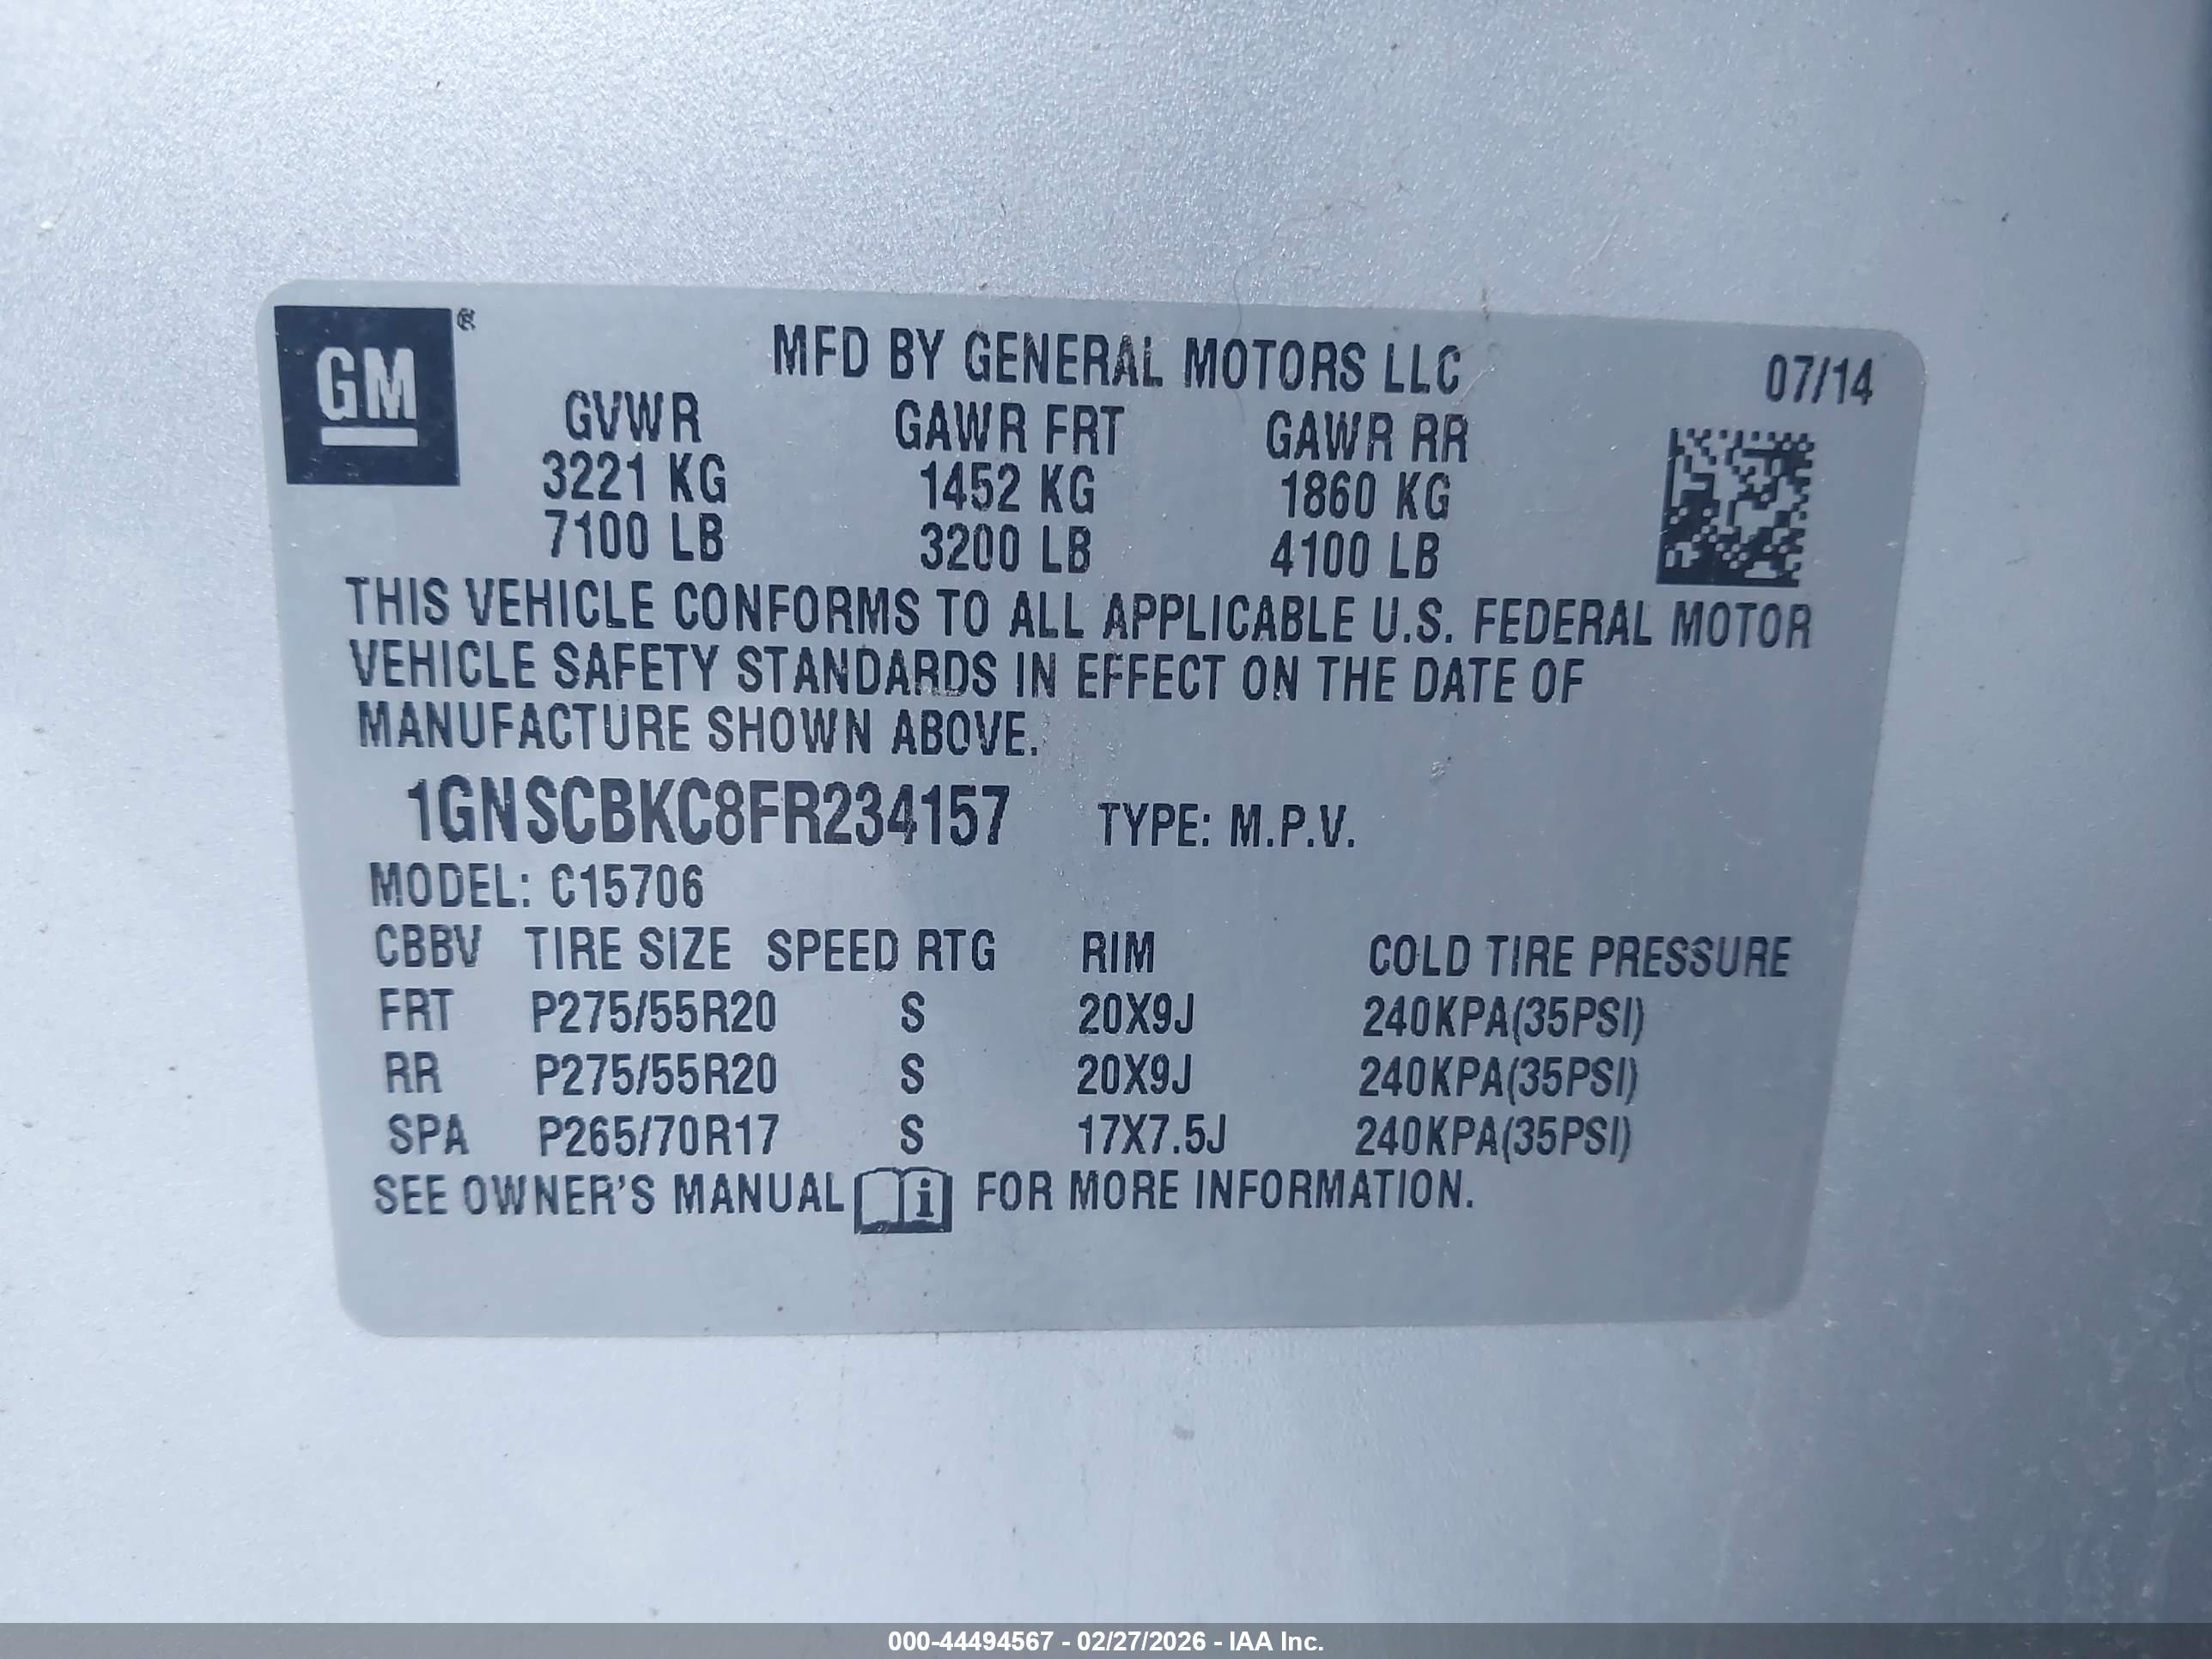 GM ®
MFD BY GENERAL MOTORS LLC 07/14
GVWR GAWR FRT GAWR RR
3221 KG 1452 KG 1860 KG
7100 LB 3200 LB 4100 LB
THIS VEHICLE CONFORMS TO ALL APPLICABLE U.S. FEDERAL MOTOR
VEHICLE SAFETY STANDARDS IN EFFECT ON THE DATE OF
MANUFACTURE SHOWN ABOVE.
1GNSCBKC8FR234157 TYPE: M.P.V.
MODEL: C15706
CBBV TIRE SIZE SPEED RTG RIM COLD TIRE PRESSURE
FRT P275/55R20 S 20X9J 240KPA(35PSI)
RR P275/55R20 S 20X9J 240KPA(35PSI)
SPA P265/70R17 S 17X7.5J 240KPA(35PSI)
SEE OWNER'S MANUAL i FOR MORE INFORMATION.
000-44494567 - 02/27/2026 - IAA Inc.